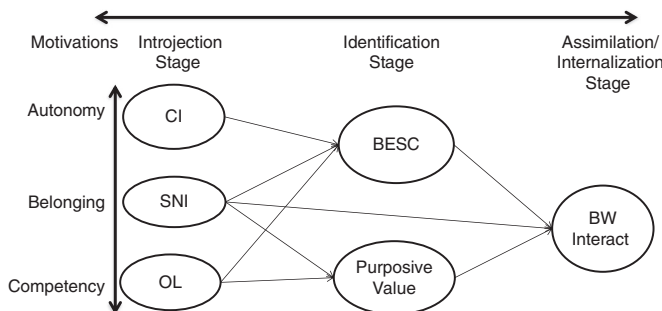 Motivations
Introjection
Stage
Identification
Stage
Assimilation/
Internalization
Stage
Autonomy
CI
BESC
Belonging
SNI
BW
Interact
Competency
OL
Purposive
Value